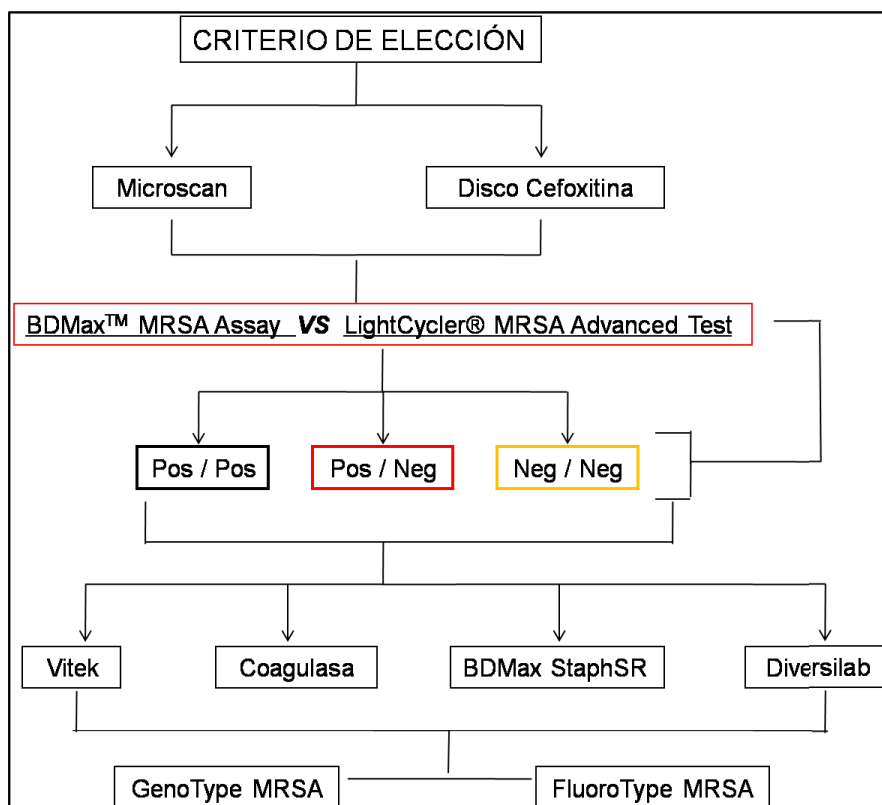 CRITERIO DE ELECCIÓN
Microscan
Disco Cefoxitina
BDMax™ MRSA Assay VS LightCycler® MRSA Advanced Test
Pos / Pos
Pos / Neg
Neg / Neg
Vitek
Coagulasa
BDMax StaphSR
Diversilab
GenoType MRSA
FluoroType MRSA